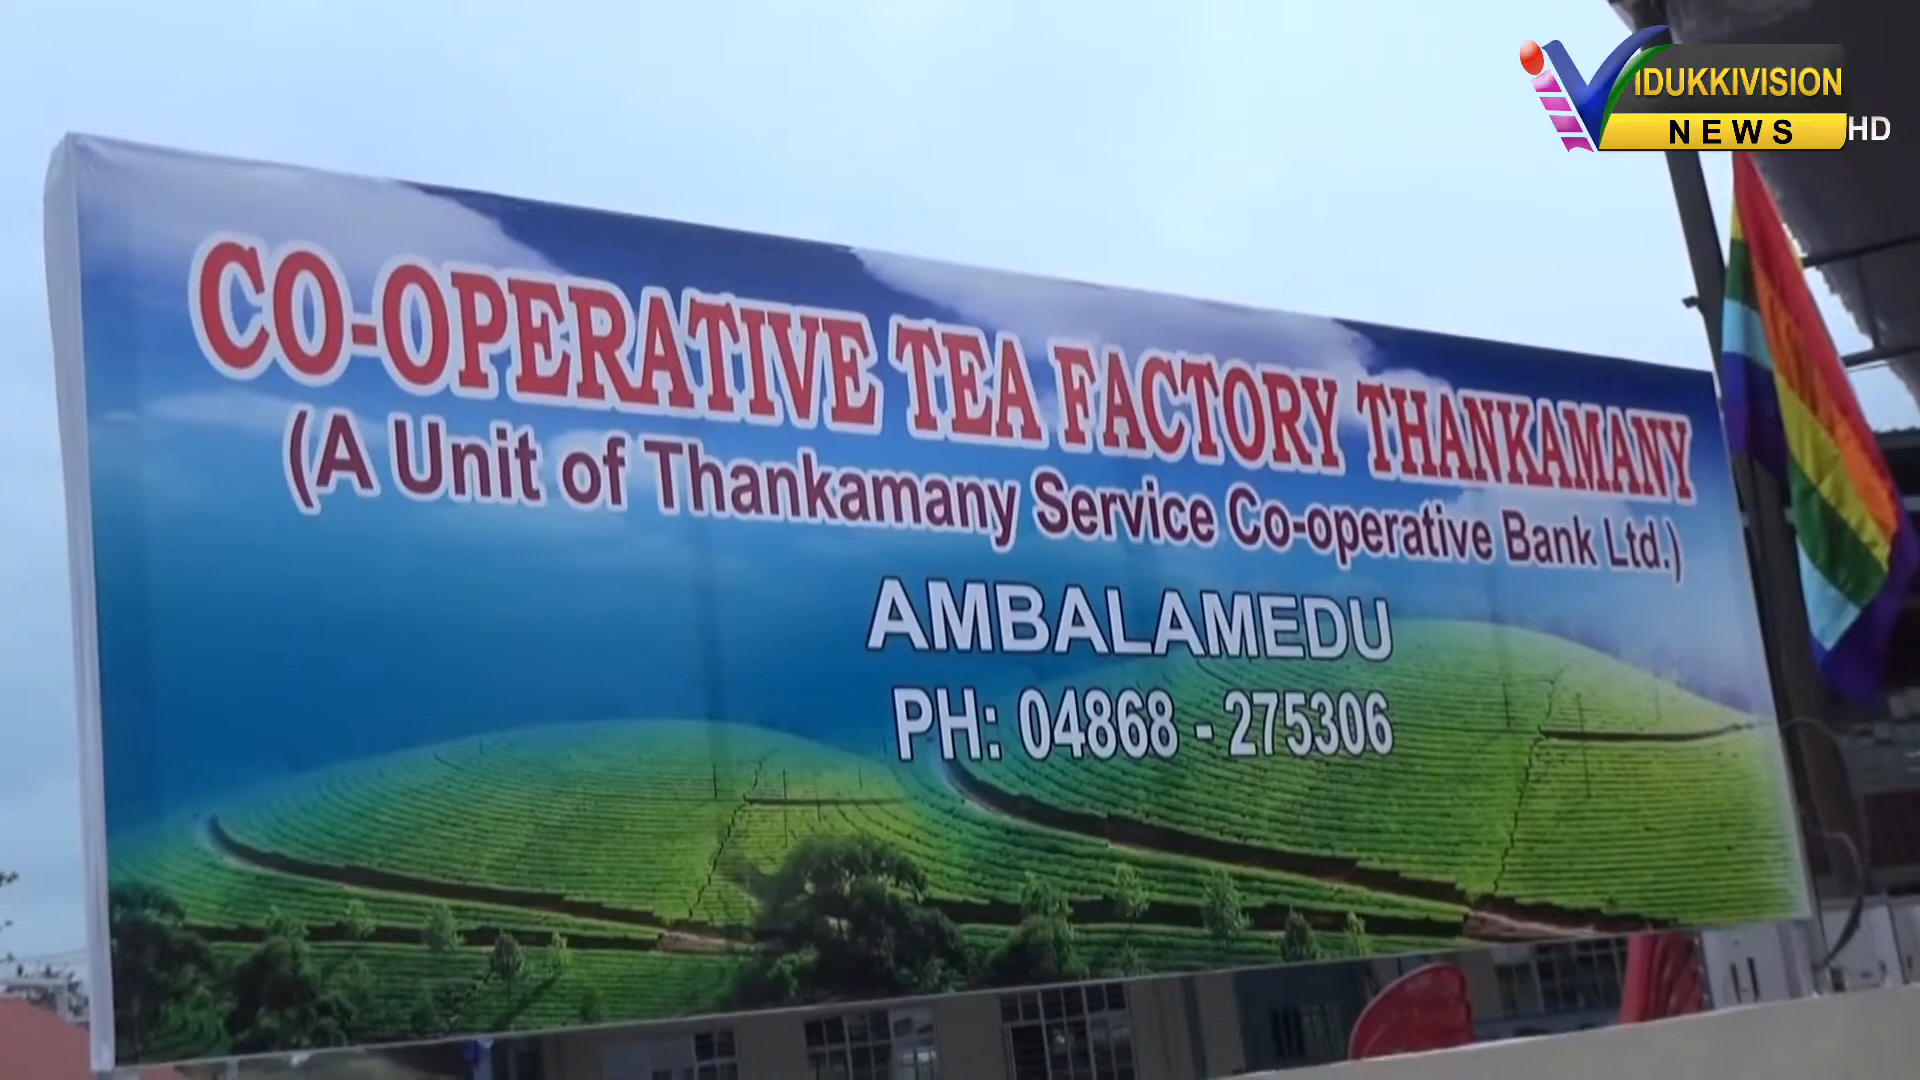 IDUKKIVISION
NEWS HD
CO-OPERATIVE TEA FACTORY THANKAMANY
(A Unit of Thankamany Service Co-operative Bank Ltd.)
AMBALAMEDU
PH: 04868 - 275306